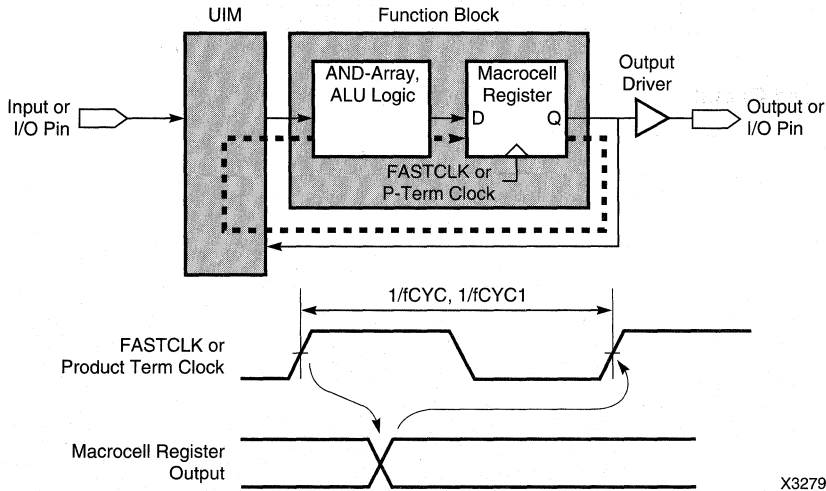 UIM
Function Block
AND-Array,
ALU Logic
Macrocell
Register
Output
Driver
Input or
I/O Pin
D
Q
Output or
I/O Pin
FASTCLK or
P-Term Clock
1/fCYC, 1/fCYC1
FASTCLK or
Product Term Clock
Macrocell Register
Output
X3279